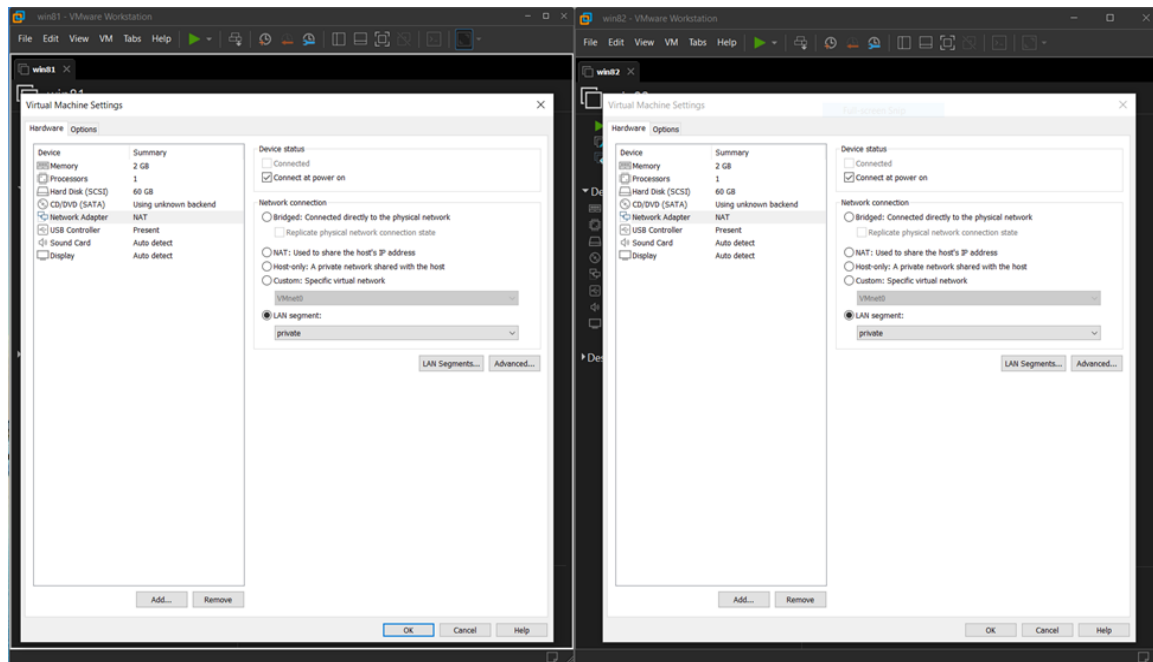 win81 - VMware Workstation
File Edit View VM Tabs Help
win81
Virtual Machine Settings
Hardware Options
Device Summary
Memory 2 GB
Processors 1
Hard Disk (SCSI) 60 GB
CD/DVD (SATA) Using unknown backend
Network Adapter NAT
USB Controller Present
Sound Card Auto detect
Display Auto detect
Add... Remove
Device status
Connected
Connect at power on
Network connection
Bridged: Connected directly to the physical network
Replicate physical network connection state
NAT: Used to share the host's IP address
Host-only: A private network shared with the host
Custom: Specific virtual network
VMnet0
LAN segment:
private
LAN Segments... Advanced...
OK Cancel Help
win82 - VMware Workstation
File Edit View VM Tabs Help
win82
Virtual Machine Settings
Hardware Options
Device Summary
Memory 2 GB
Processors 1
Hard Disk (SCSI) 60 GB
CD/DVD (SATA) Using unknown backend
Network Adapter NAT
USB Controller Present
Sound Card Auto detect
Display Auto detect
Add... Remove
Device status
Connected
Connect at power on
Network connection
Bridged: Connected directly to the physical network
Replicate physical network connection state
NAT: Used to share the host's IP address
Host-only: A private network shared with the host
Custom: Specific virtual network
VMnet0
LAN segment:
private
LAN Segments... Advanced...
OK Cancel Help
De
Des